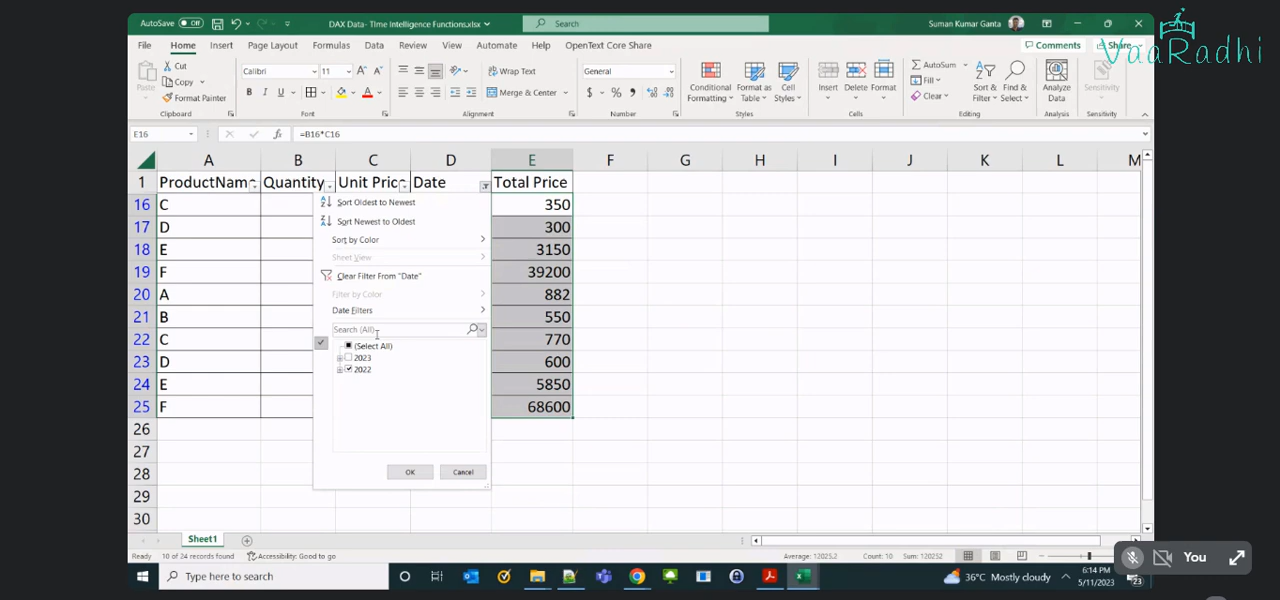 AutoSave Off DAX Data- TIme Intelligence Functions.xlsx Search Suman Kumar Ganta
VaaRadhi
File Home Insert Page Layout Formulas Data Review View Automate Help OpenText Core Share Comments Share
Paste Cut Copy Format Painter
Calibri 11
B I U
Wrap Text
Merge & Center
General
$ % 9
Conditional Formatting Format as Table Cell Styles
Insert Delete Format
AutoSum
Fill
Clear
Sort & Filter Find & Select
Analyze Data
Sensitivity
Clipboard Font Alignment Number Styles Cells Editing Analysis Sensitivity
E16 fx =B16*C16
A B C D E F G H I J K L M
1 ProductName Quantity Unit Pric Date Total Price
16 C 350
17 D 300
18 E 3150
19 F 39200
20 A 882
21 B 550
22 C 770
23 D 600
24 E 5850
25 F 68600
26
27
28
29
30
Sort Oldest to Newest
Sort Newest to Oldest
Sort by Color
Sheet View
Clear Filter From "Date"
Filter by Color
Date Filters
Search (All)
(Select All)
2023
2022
OK Cancel
Sheet1
Ready 10 of 24 records found Accessibility: Good to go Average: 12025.2 Count: 10 Sum: 120252
You
Type here to search
36°C Mostly cloudy
6:14 PM
5/11/2023
23